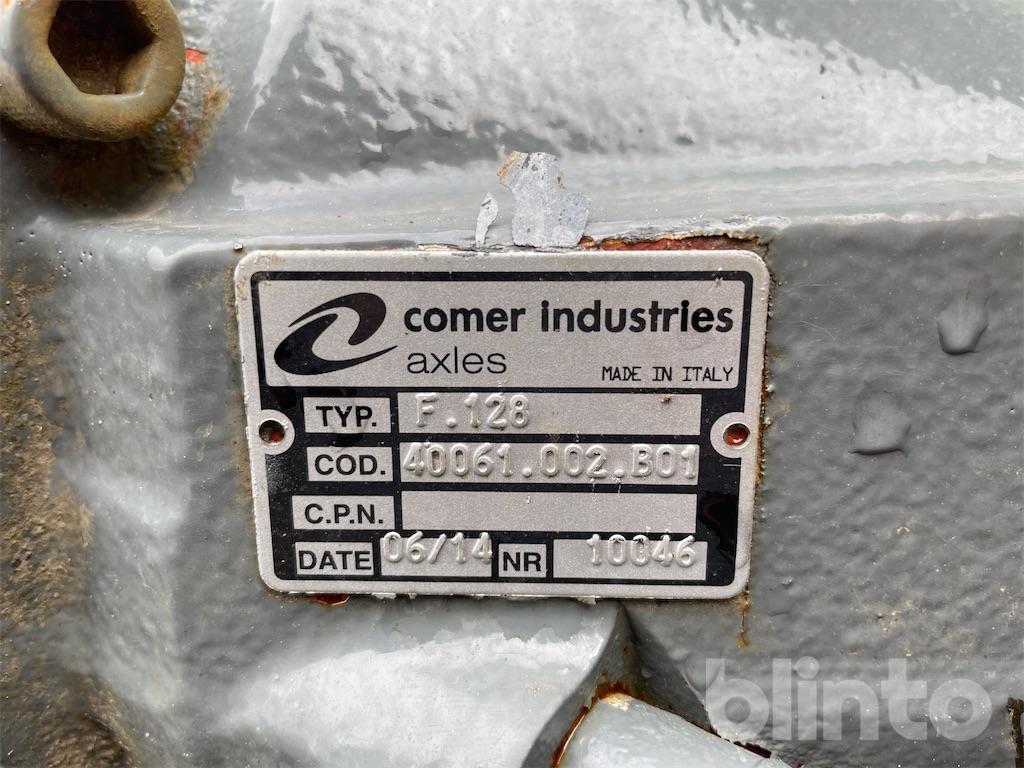 comer industries
axles
MADE IN ITALY
TYP. F.128
COD. 40061.002.B01
C.P.N.
DATE 06/14 NR 10046
blinto